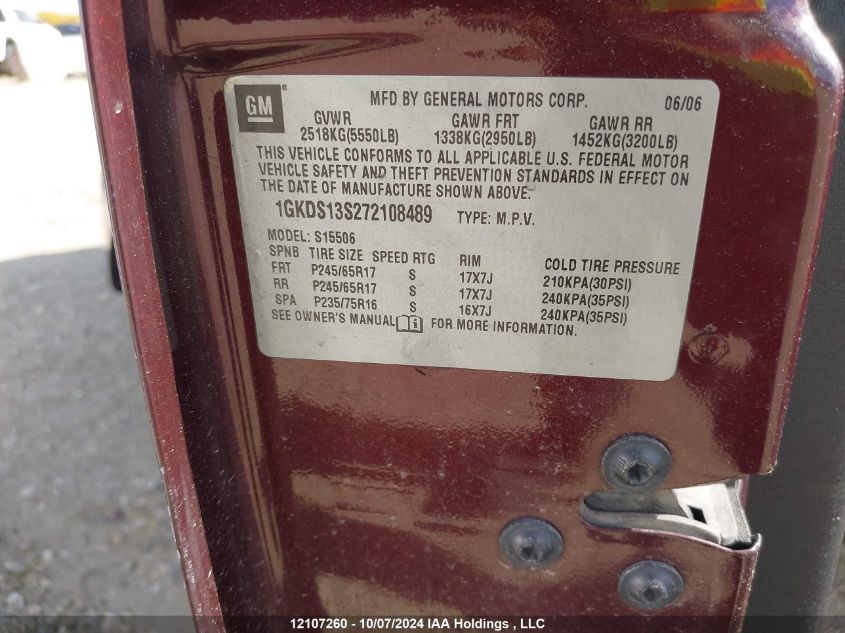 GM® MFD BY GENERAL MOTORS CORP. 06/06
GVWR GAWR FRT GAWR RR
2518KG(5550LB) 1338KG(2950LB) 1452KG(3200LB)
THIS VEHICLE CONFORMS TO ALL APPLICABLE U.S. FEDERAL MOTOR
VEHICLE SAFETY AND THEFT PREVENTION STANDARDS IN EFFECT ON
THE DATE OF MANUFACTURE SHOWN ABOVE.
1GKDS13S272108489 TYPE: M.P.V.
MODEL: S15506
SPNB TIRE SIZE SPEED RTG RIM COLD TIRE PRESSURE
FRT P245/65R17 S 17X7J 210KPA(30PSI)
RR P245/65R17 S 17X7J 240KPA(35PSI)
SPA P235/75R16 S 16X7J 240KPA(35PSI)
SEE OWNER'S MANUAL FOR MORE INFORMATION.
12107260 - 10/07/2024 IAA Holdings , LLC